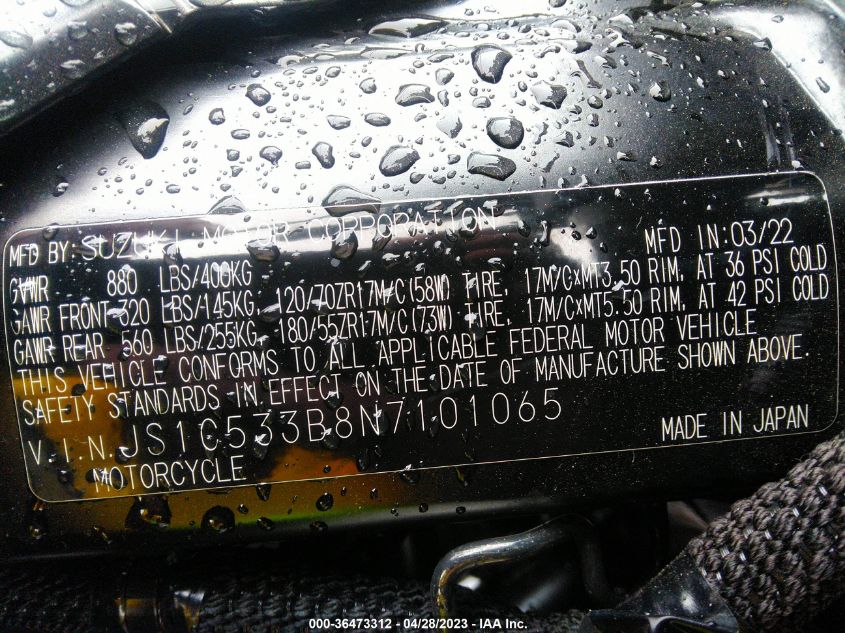 MFD BY SUZUKI MOTOR CORPORATION MFD IN:03/22
GVWR 880 LBS/400KG
GAWR FRONT 320 LBS/145KG, 120/70ZR17M/C(58W) TIRE, 17M/CxMT3.50 RIM, AT 36 PSI COLD
GAWR REAR 560 LBS/255KG, 180/55ZR17M/C(73W) TIRE, 17M/CxMT5.50 RIM, AT 42 PSI COLD
THIS VEHICLE CONFORMS TO ALL APPLICABLE FEDERAL MOTOR VEHICLE
SAFETY STANDARDS IN EFFECT ON THE DATE OF MANUFACTURE SHOWN ABOVE.
V.I.N. JS1C533B8N7101065 MADE IN JAPAN
MOTORCYCLE
000-36473312 - 04/28/2023 - IAA Inc.